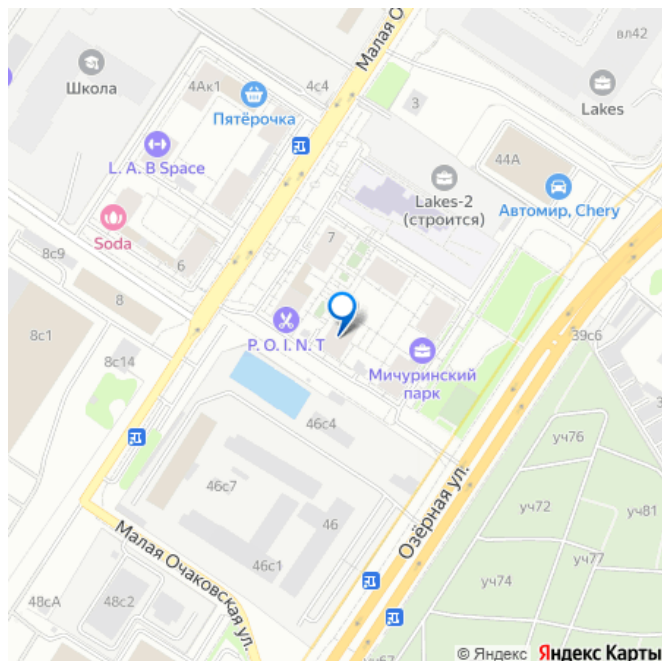 Малая О
вл42
Школа
4Ак1
4с4
Пятёрочка
3
Lakes
L. A. B Space
44А
Lakes-2
(строится)
Автомир, Chery
Soda
7
8с9
6
8
P. O. I. N. T
39с6
8с1
8с14
Мичуринский
парк
3
46с4
уч76
46с7
уч72
уч81
46
Озёрная ул.
Малая Очаковская ул.
уч77
46с1
уч74
48сА
48с2
уч67
© Яндекс Яндекс Карты